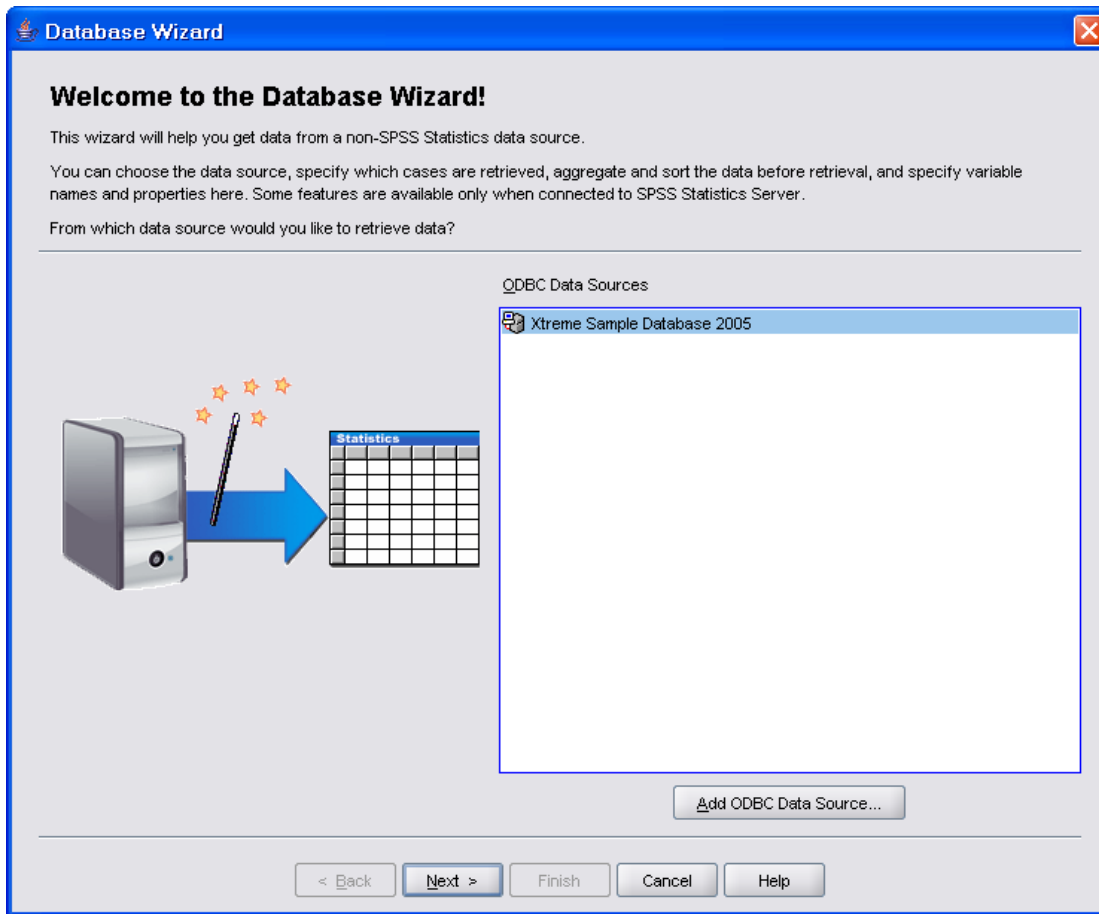 Database Wizard
Welcome to the Database Wizard!
This wizard will help you get data from a non-SPSS Statistics data source.
You can choose the data source, specify which cases are retrieved, aggregate and sort the data before retrieval, and specify variable
names and properties here. Some features are available only when connected to SPSS Statistics Server.
From which data source would you like to retrieve data?
ODBC Data Sources
Xtreme Sample Database 2005
Statistics
Add ODBC Data Source...
< Back
Next >
Finish
Cancel
Help